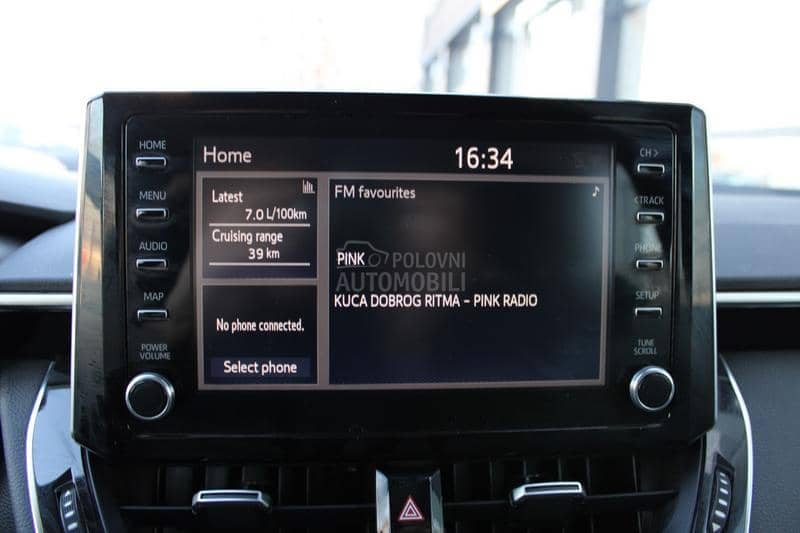 HOME
MENU
AUDIO
MAP
POWER
VOLUME
Home
16:34
Latest
7.0 L/100km
Cruising range
39 km
No phone connected.
Select phone
FM favourites
PINK
KUCA DOBROG RITMA - PINK RADIO
POLOVNI
AUTOMOBILI
CH >
< TRACK
PHONE
SETUP
TUNE
SCROLL